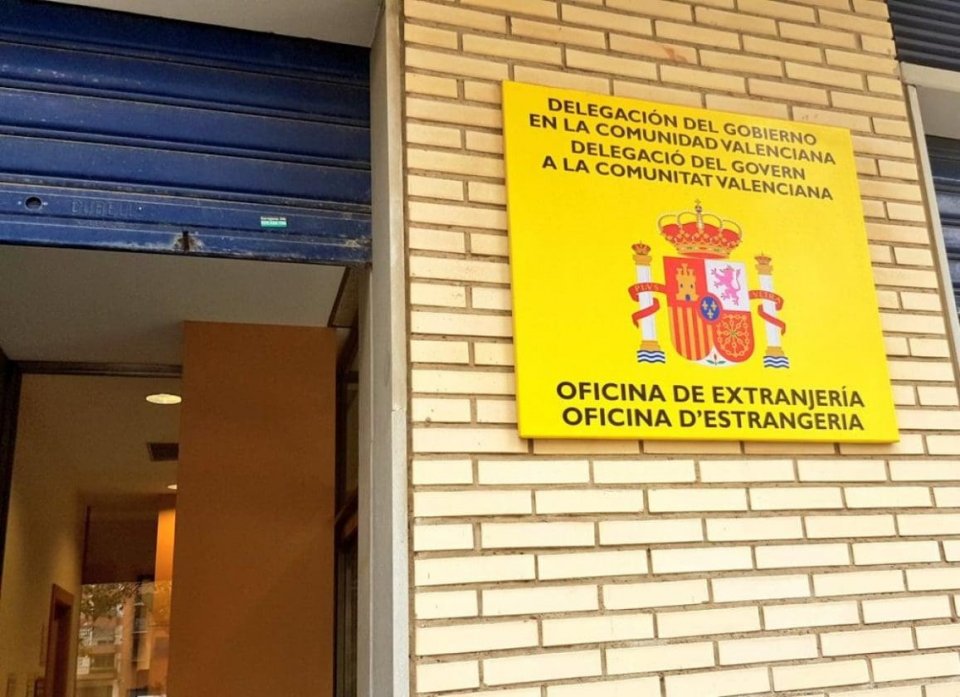 DELEGACIÓN DEL GOBIERNO
EN LA COMUNIDAD VALENCIANA
DELEGACIÓ DEL GOVERN
A LA COMUNITAT VALENCIANA
PLUS
VLTRA
OFICINA DE EXTRANJERÍA
OFICINA D'ESTRANGERIA